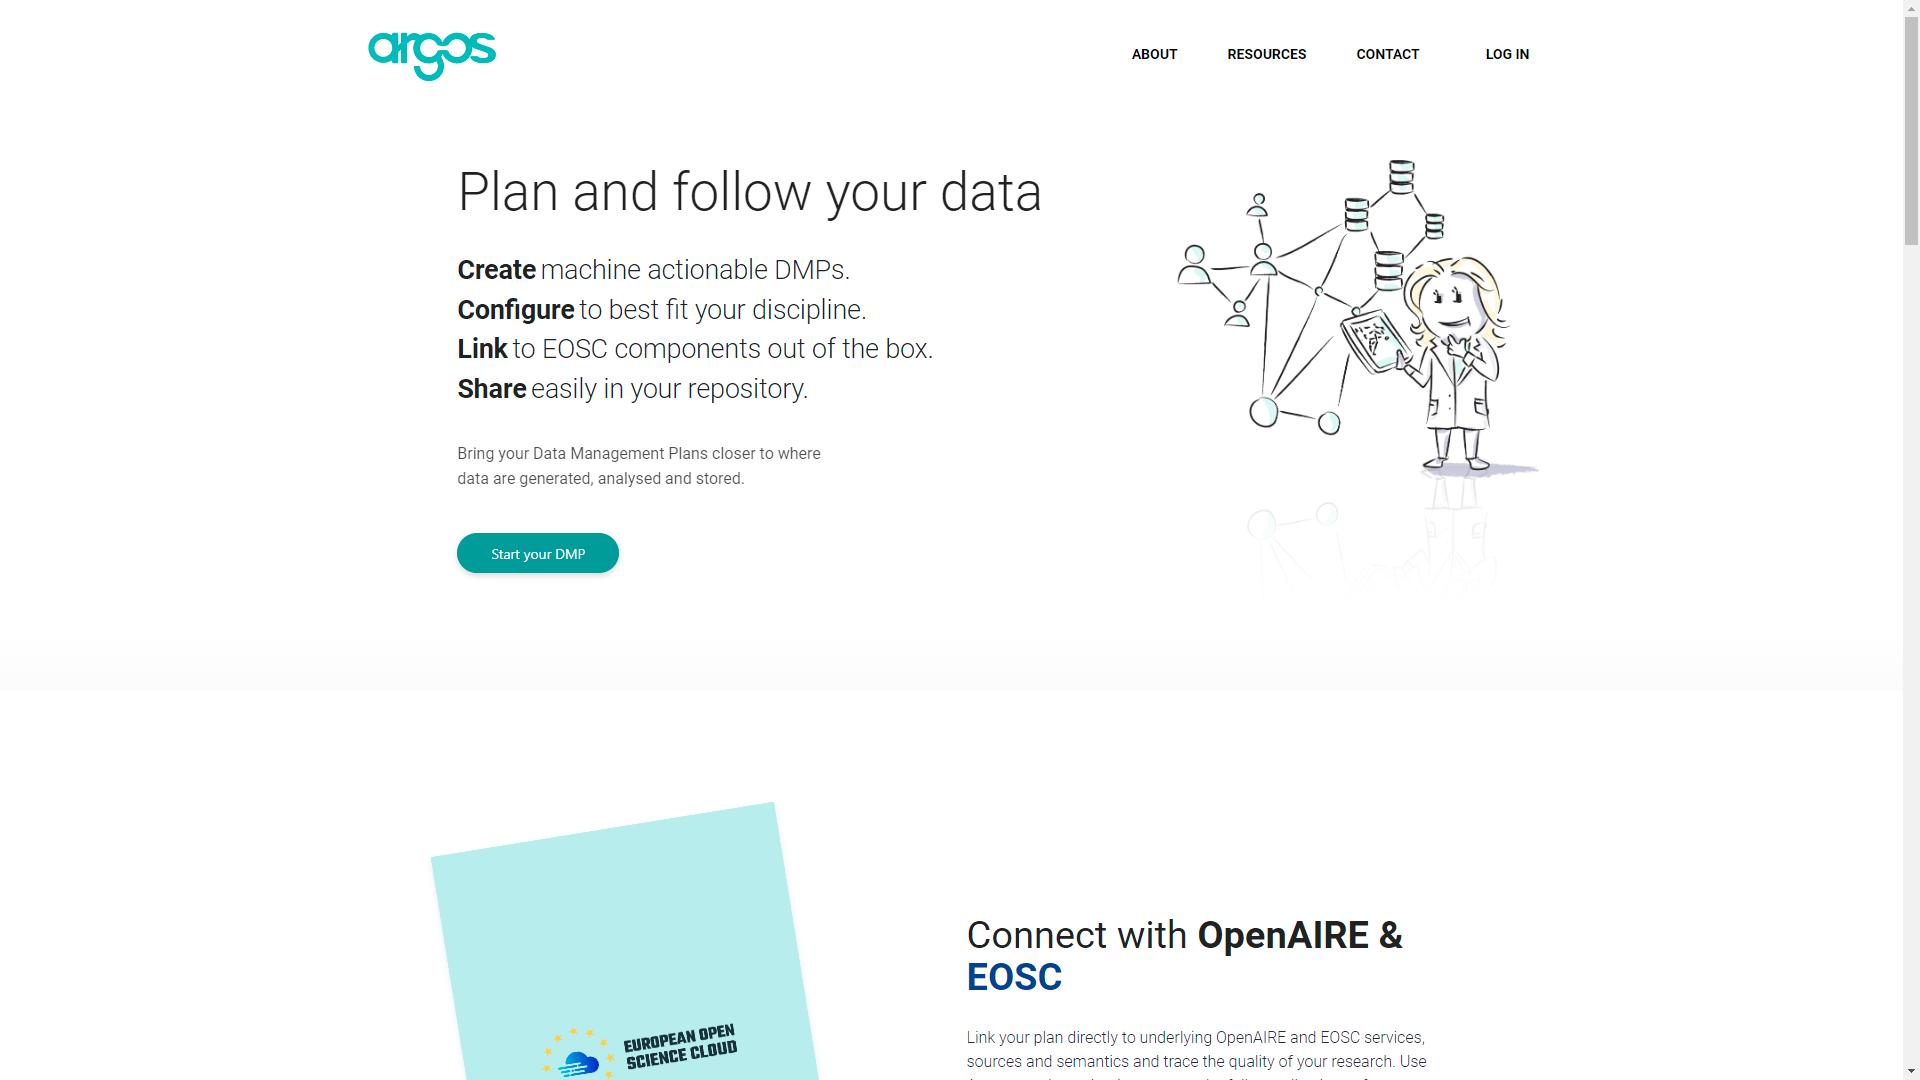 argos
ABOUT
RESOURCES
CONTACT
LOG IN
Plan and follow your data
Create machine actionable DMPs.
Configure to best fit your discipline.
Link to EOSC components out of the box.
Share easily in your repository.
Bring your Data Management Plans closer to where
data are generated, analysed and stored.
Start your DMP
EUROPEAN OPEN
SCIENCE CLOUD
Connect with OpenAIRE &
EOSC
Link your plan directly to underlying OpenAIRE and EOSC services,
sources and semantics and trace the quality of your research. Use